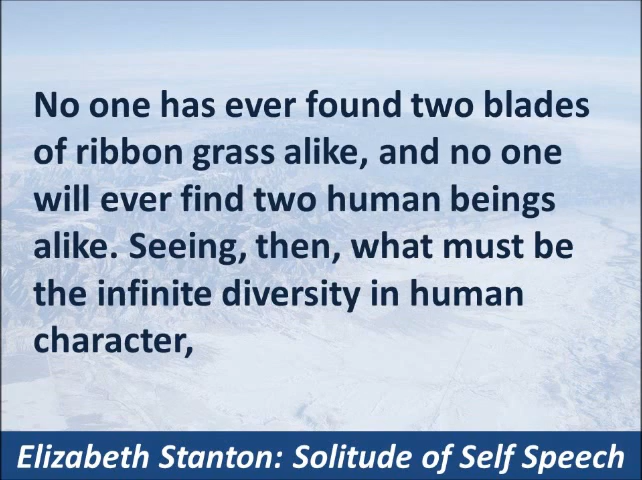 No one has ever found two blades
of ribbon grass alike, and no one
will ever find two human beings
alike. Seeing, then, what must be
the infinite diversity in human
character,
Elizabeth Stanton: Solitude of Self Speech